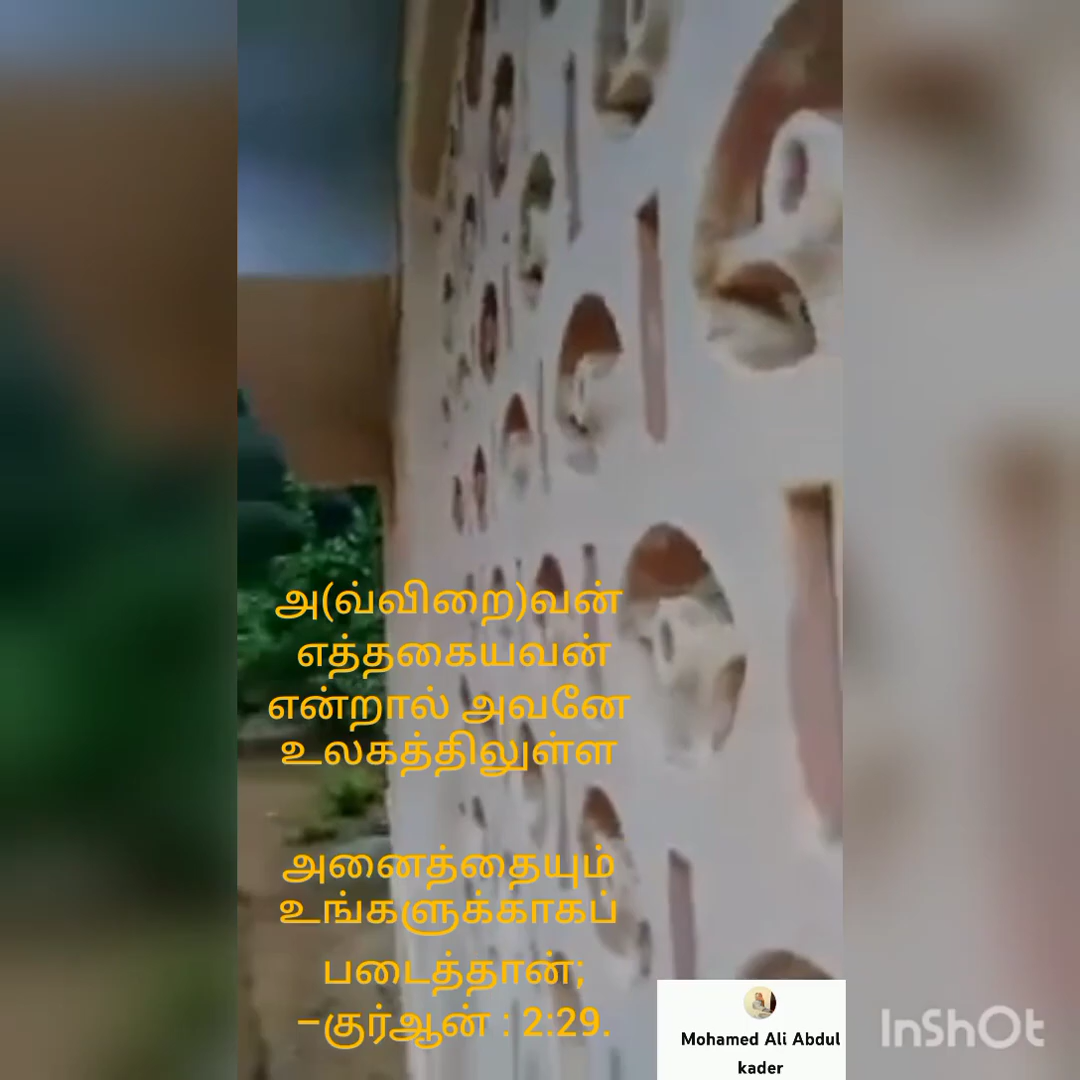 அ(வ்விறை)வன்
எத்தகையவன்
என்றால் அவனே
உலகத்திலுள்ள
அனைத்தையும்
உங்களுக்காகப்
படைத்தான்;
–குர்ஆன் : 2:29.
Mohamed Ali Abdul
kader
InShOt